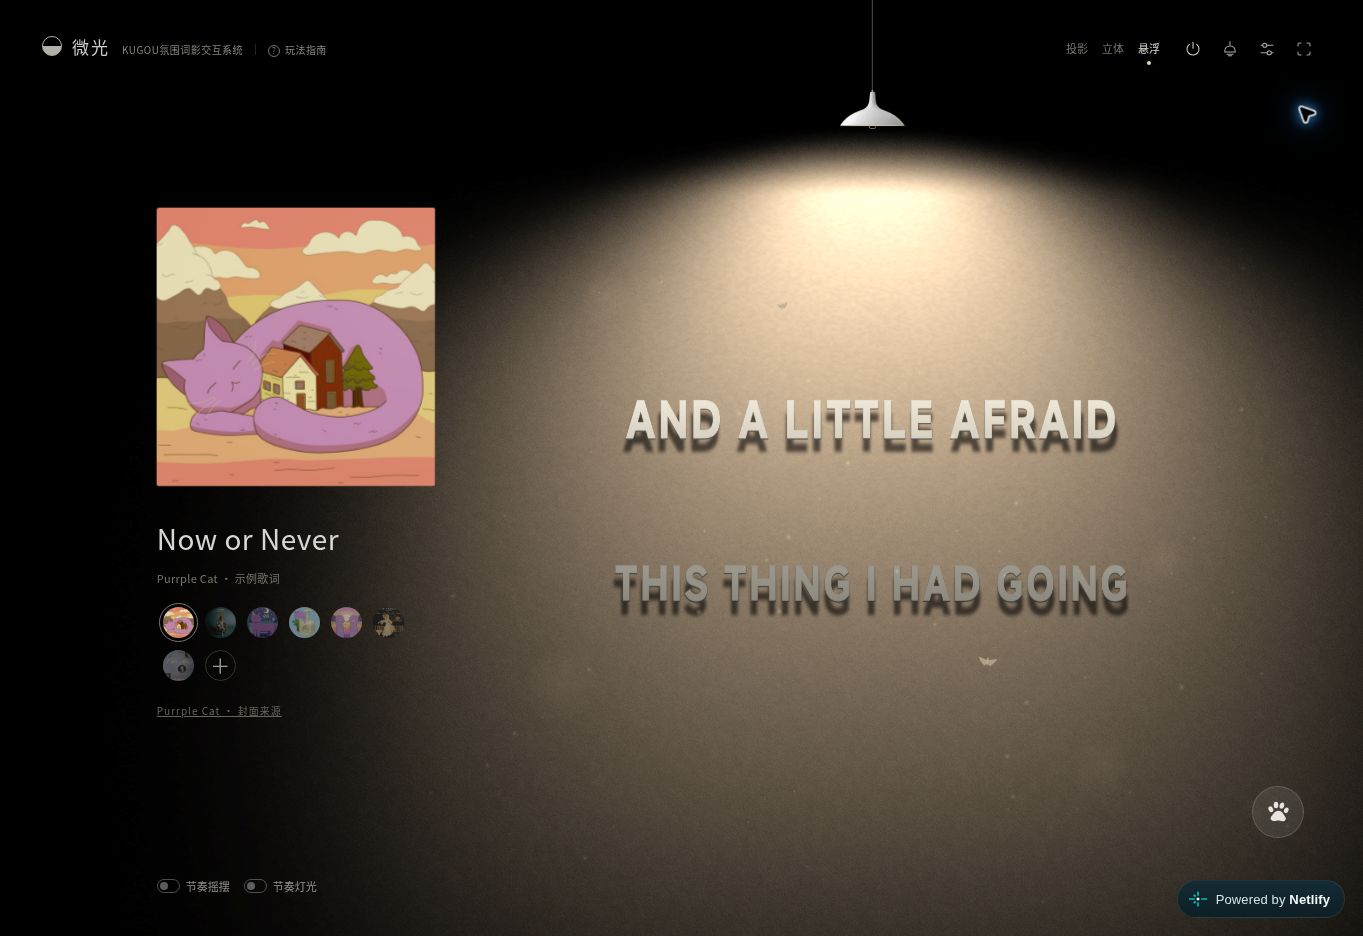 微光 KUGOU氛围词影交互系统 ? 玩法指南
投影 立体 悬浮
AND A LITTLE AFRAID
THIS THING I HAD GOING
Now or Never
Purrple Cat · 示例歌词
Purrple Cat · 封面来源
节奏摇摆 节奏灯光
Powered by Netlify